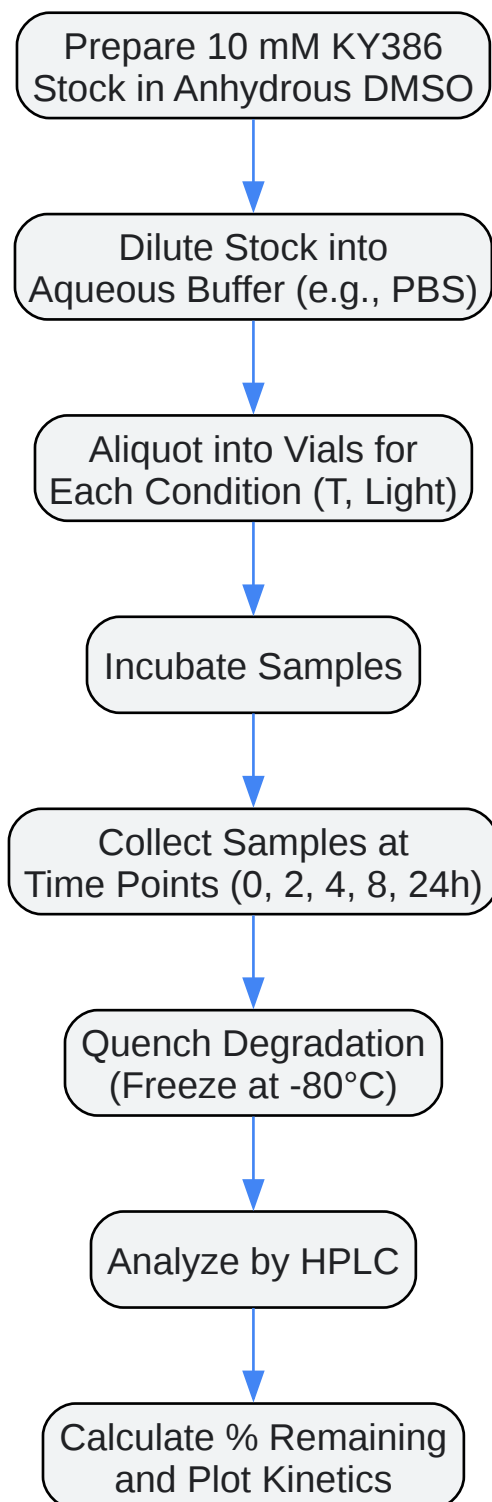 Prepare 10 mM KY386
Stock in Anhydrous DMSO
Dilute Stock into
Aqueous Buffer (e.g., PBS)
Aliquot into Vials for
Each Condition (T, Light)
Incubate Samples
Collect Samples at
Time Points (0, 2, 4, 8, 24h)
Quench Degradation
(Freeze at -80°C)
Analyze by HPLC
Calculate % Remaining
and Plot Kinetics